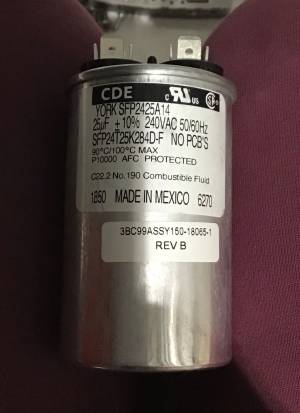 CDE
YORK SFP2425A14
25µF +10% 240VAC 50/60Hz
SFP24T25K284D-F NO PCB'S
90°C/100°C MAX
P10000 AFC PROTECTED
C22.2 No.190 Combustible Fluid
1850 MADE IN MEXICO 6270
3BC99ASSY150-18065-1
REV B